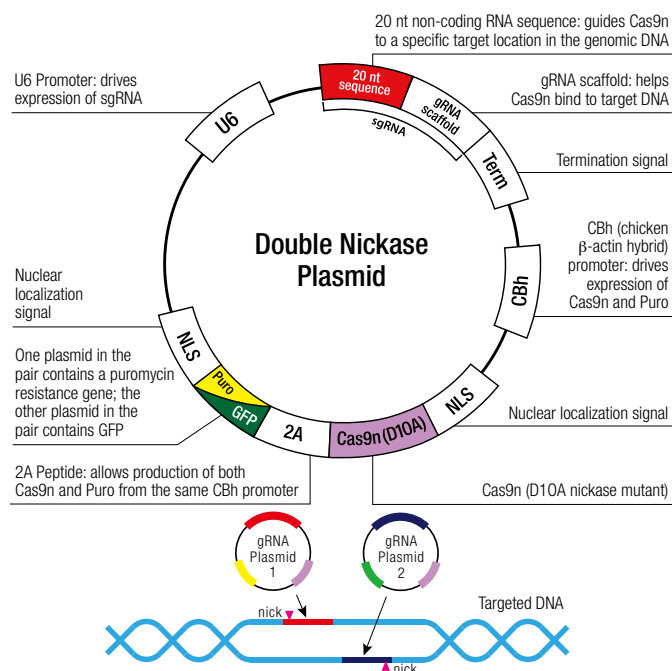 20 nt non-coding RNA sequence: guides Cas9n
to a specific target location in the genomic DNA
U6 Promoter: drives
expression of sgRNA
gRNA scaffold: helps
Cas9n bind to target DNA
20 nt
sequence
gRNA
scaffold
sgRNA
U6
Term
Termination signal
Double Nickase
Plasmid
CBh (chicken
β-actin hybrid)
promoter: drives
expression of
Cas9n and Puro
CBh
Nuclear
localization
signal
NLS
Puro
GFP
2A
Cas9n (D10A)
NLS
One plasmid in the
pair contains a puromycin
resistance gene; the
other plasmid in the
pair contains GFP
Nuclear localization signal
2A Peptide: allows production of both
Cas9n and Puro from the same CBh promoter
Cas9n (D10A nickase mutant)
gRNA
Plasmid
1
gRNA
Plasmid
2
Targeted DNA
nick
nick